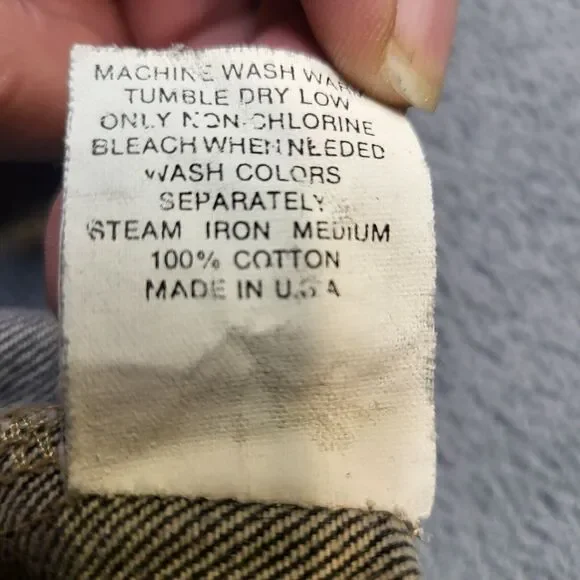 MACHINE WASH WARM
TUMBLE DRY LOW
ONLY NON-CHLORINE
BLEACH WHEN NEEDED
WASH COLORS
SEPARATELY
STEAM IRON MEDIUM
100% COTTON
MADE IN U.S A